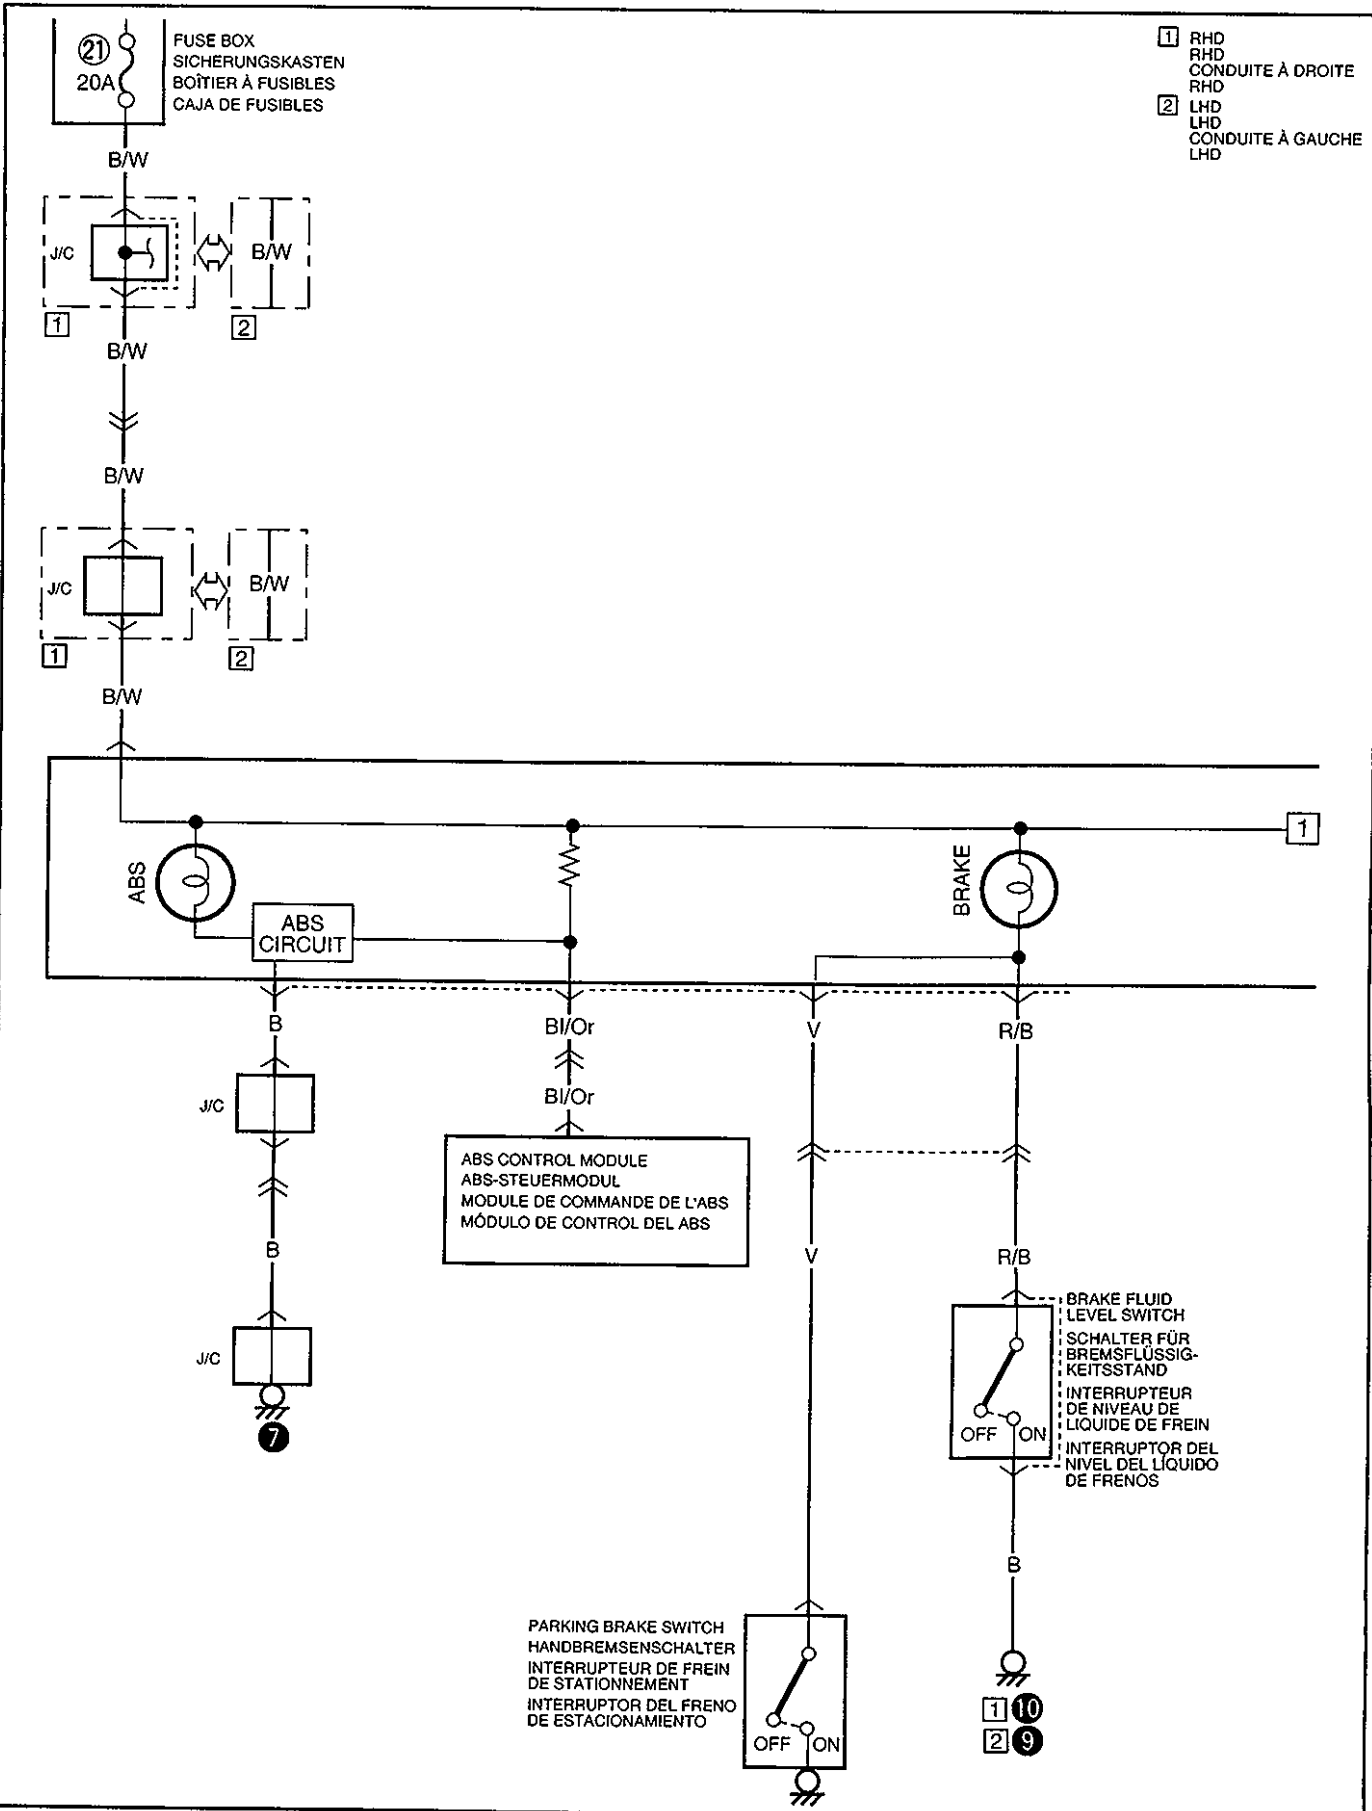 21
20A
FUSE BOX
SICHERUNGSKASTEN
BOÎTIER À FUSIBLES
CAJA DE FUSIBLES
1 RHD
RHD
CONDUITE À DROITE
RHD
2 LHD
LHD
CONDUITE À GAUCHE
LHD
B/W
J/C
B/W
1
2
B/W
B/W
J/C
B/W
1
2
B/W
1
ABS
BRAKE
ABS
CIRCUIT
B
Bl/Or
V
R/B
J/C
Bl/Or
ABS CONTROL MODULE
ABS-STEUERMODUL
MODULE DE COMMANDE DE L'ABS
MÓDULO DE CONTROL DEL ABS
B
V
R/B
BRAKE FLUID
LEVEL SWITCH
SCHALTER FÜR
BREMSFLÜSSIG-
KEITSSTAND
INTERRUPTEUR
DE NIVEAU DE
LIQUIDE DE FREIN
INTERRUPTOR DEL
NIVEL DEL LÍQUIDO
DE FRENOS
OFF ON
J/C
7
B
PARKING BRAKE SWITCH
HANDBREMSENSCHALTER
INTERRUPTEUR DE FREIN
DE STATIONNEMENT
INTERRUPTOR DEL FRENO
DE ESTACIONAMIENTO
OFF ON
1 10
2 9